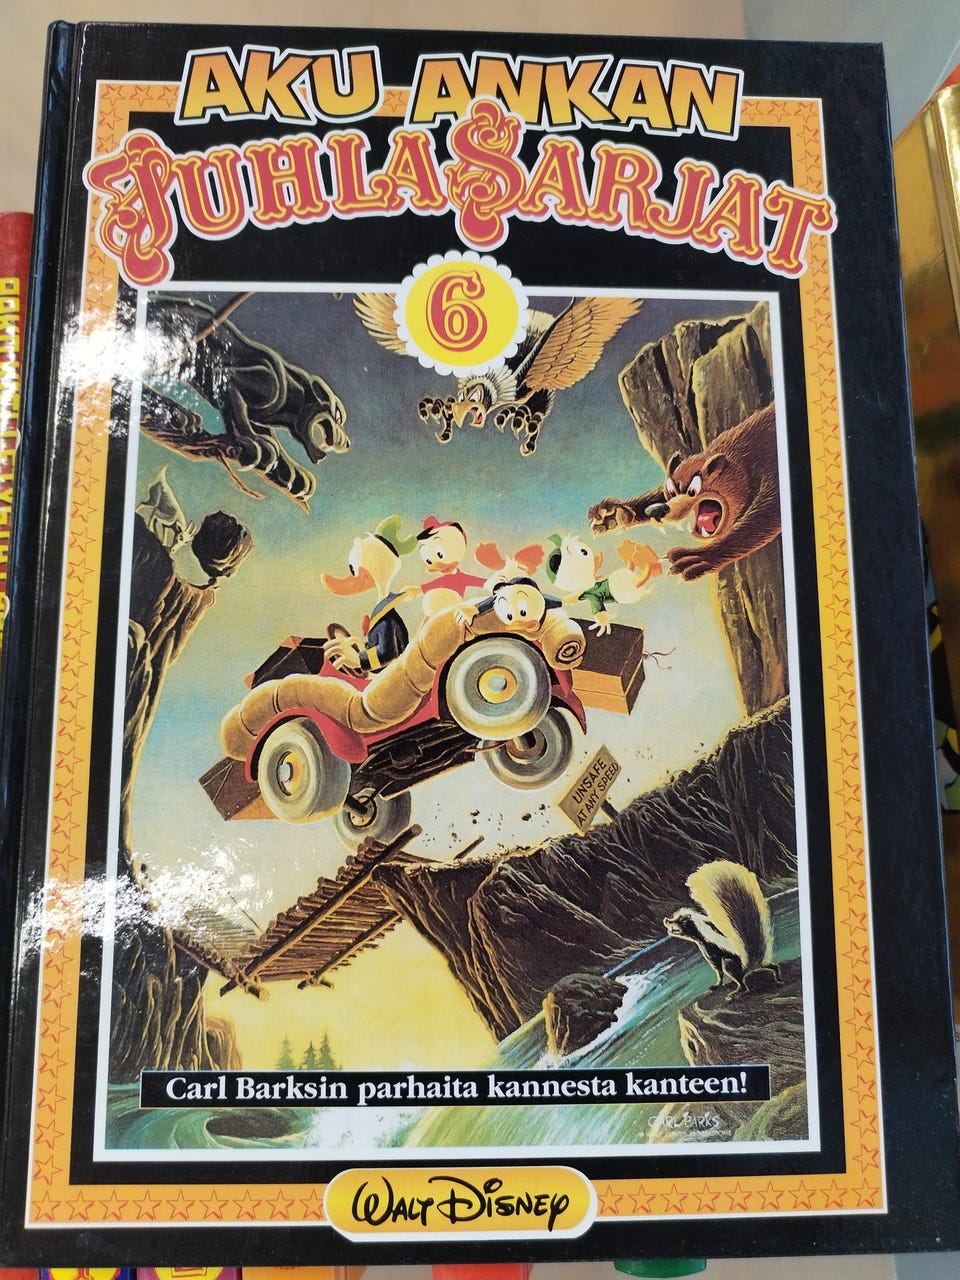 AKU ANKAN
JUHLASARJAT
6
UNSAFE
AT ANY SPEED
Carl Barksin parhaita kannesta kanteen!
CARL BARKS
WALT DISNEY